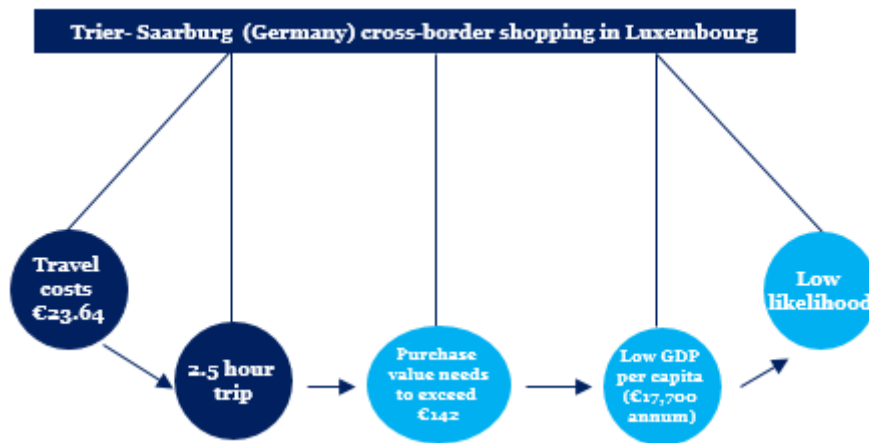 Trier- Saarburg (Germany) cross-border shopping in Luxembourg
Travel
costs
€23.64
2.5 hour
trip
Purchase
value needs
to exceed
€142
Low GDP
per capita
(€17,700
annum)
Low
likelihood